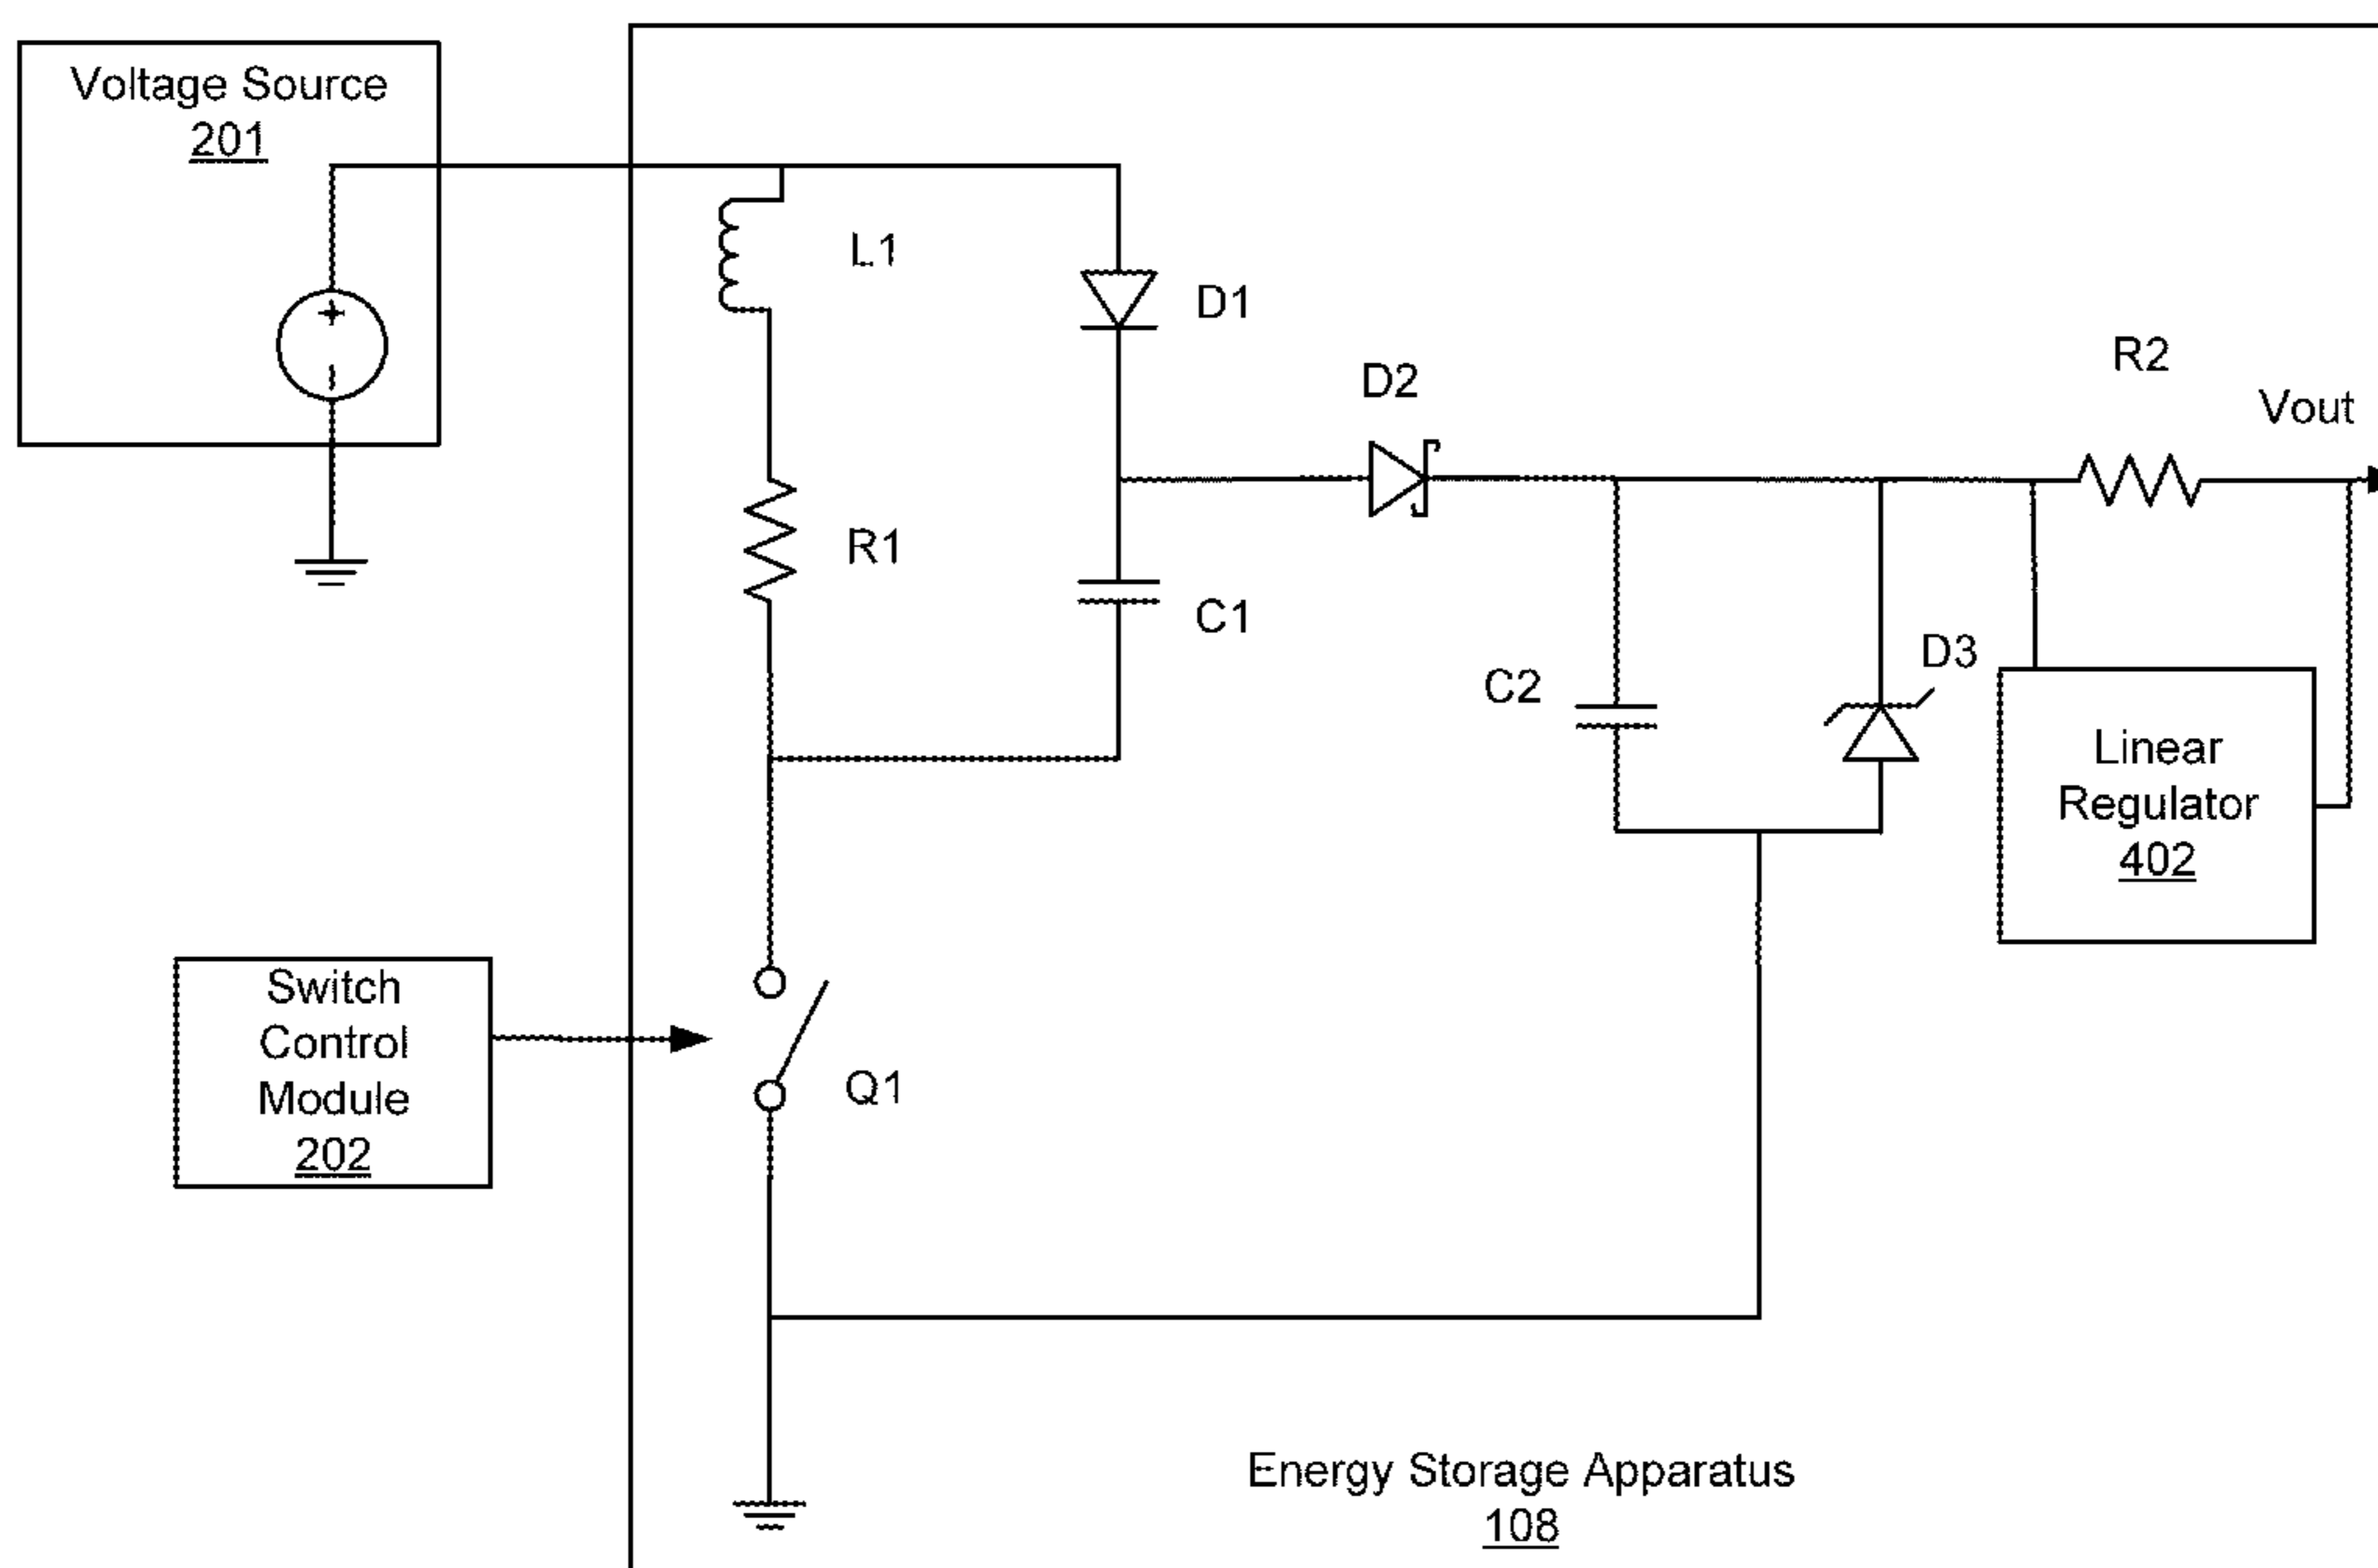 Voltage Source
201
L1
D1
D2
R2
Vout
R1
C1
C2
D3
Linear
Regulator
402
Switch
Control
Module
202
Q1
Energy Storage Apparatus
108